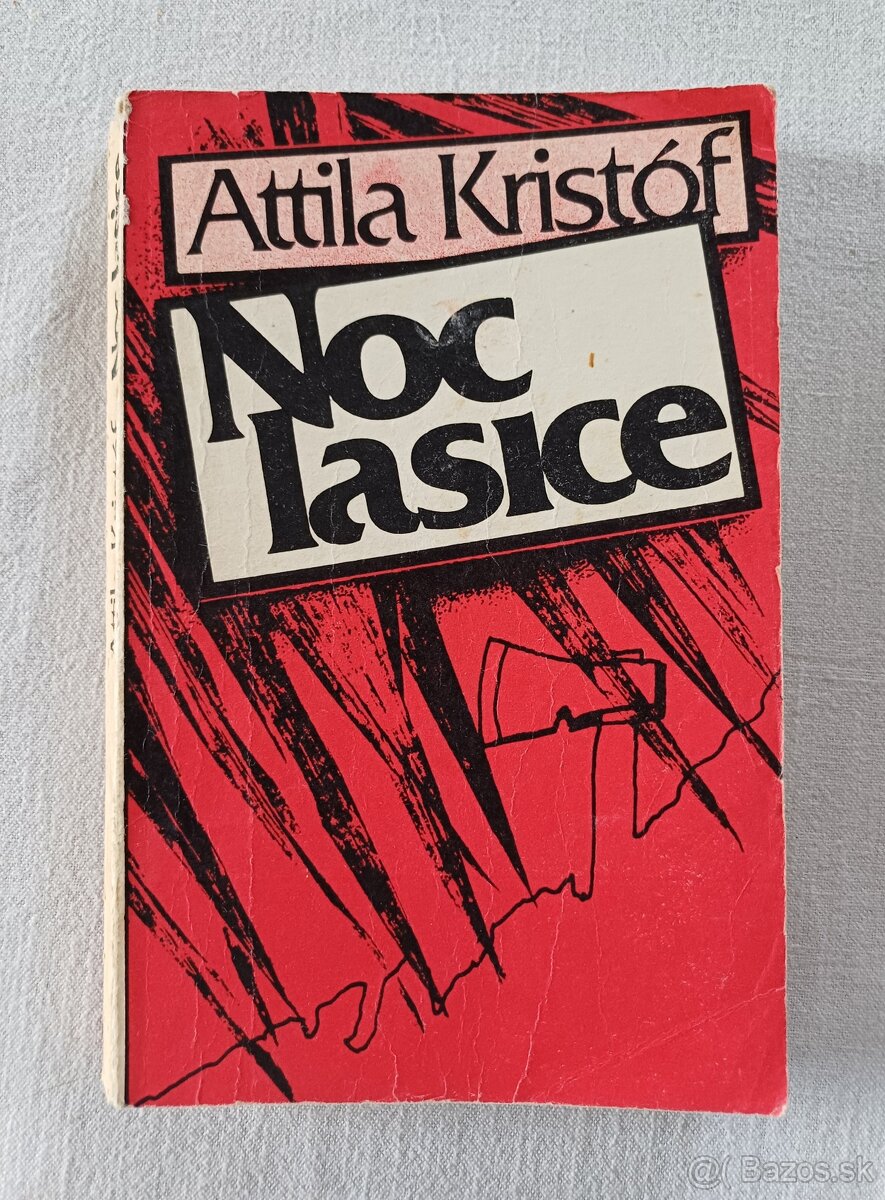 Attila Kristóf
Noc
lasice
@( Bazos.sk